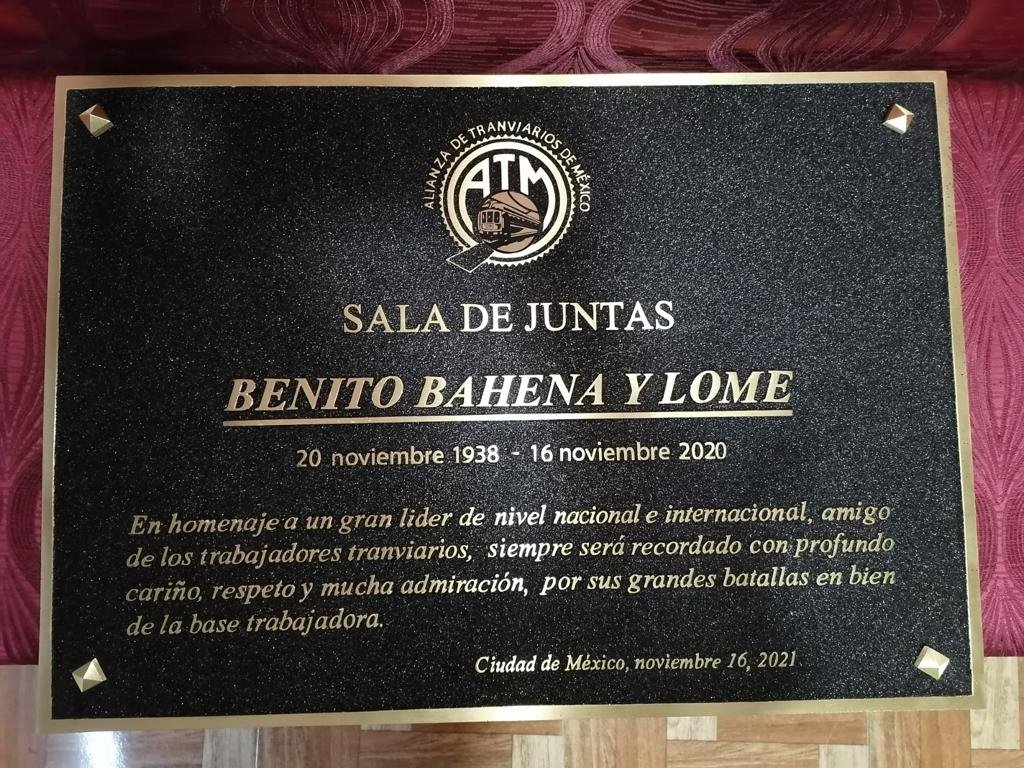 ALIANZA DE TRANVIARIOS DE MÉXICO
ATM
SALA DE JUNTAS
BENITO BAHENA Y LOME
20 noviembre 1938 - 16 noviembre 2020
En homenaje a un gran lider de nivel nacional e internacional, amigo
de los trabajadores tranviarios, siempre será recordado con profundo
cariño, respeto y mucha admiración, por sus grandes batallas en bien
de la base trabajadora.
Ciudad de México, noviembre 16, 2021.